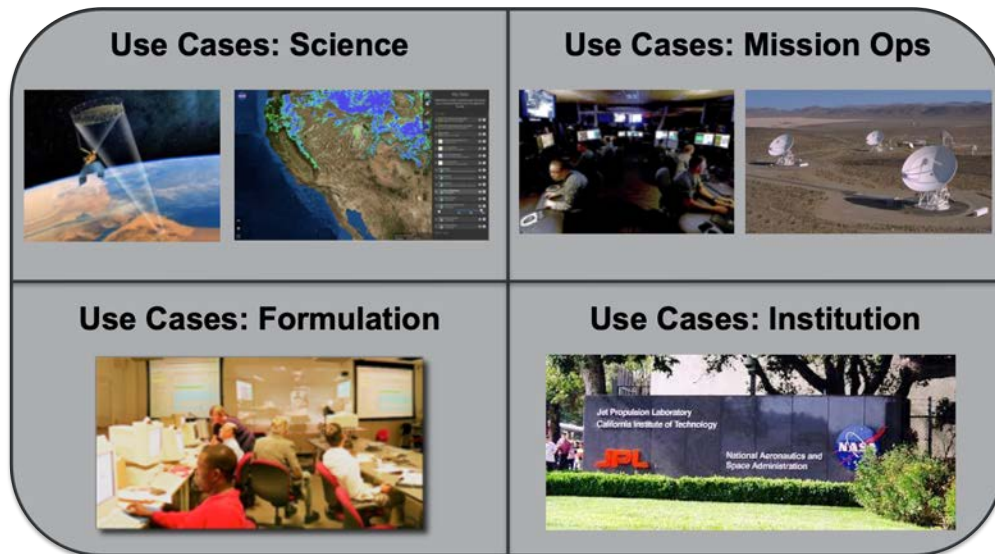 Use Cases: Science
Use Cases: Mission Ops
Use Cases: Formulation
Use Cases: Institution
Jet Propulsion Laboratory
California Institute of Technology
JPL
NASA
National Aeronautics and
Space Administration